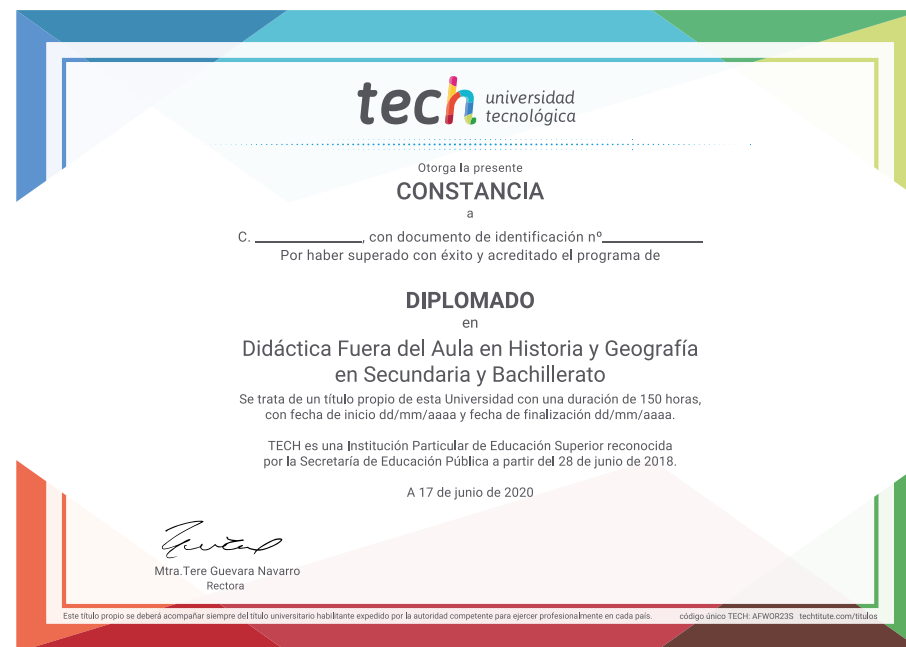 tech universidad
tecnológica
Otorga la presente
CONSTANCIA
a
C. ____________, con documento de identificación nº____________
Por haber superado con éxito y acreditado el programa de
DIPLOMADO
en
Didáctica Fuera del Aula en Historia y Geografía
en Secundaria y Bachillerato
Se trata de un título propio de esta Universidad con una duración de 150 horas,
con fecha de inicio dd/mm/aaaa y fecha de finalización dd/mm/aaaa.
TECH es una Institución Particular de Educación Superior reconocida
por la Secretaría de Educación Pública a partir del 28 de junio de 2018.
A 17 de junio de 2020
Mtra.Tere Guevara Navarro
Rectora
Este título propio se deberá acompañar siempre del título universitario habilitante expedido por la autoridad competente para ejercer profesionalmente en cada país. código único TECH: AFWOR23S techtitute.com/titulos